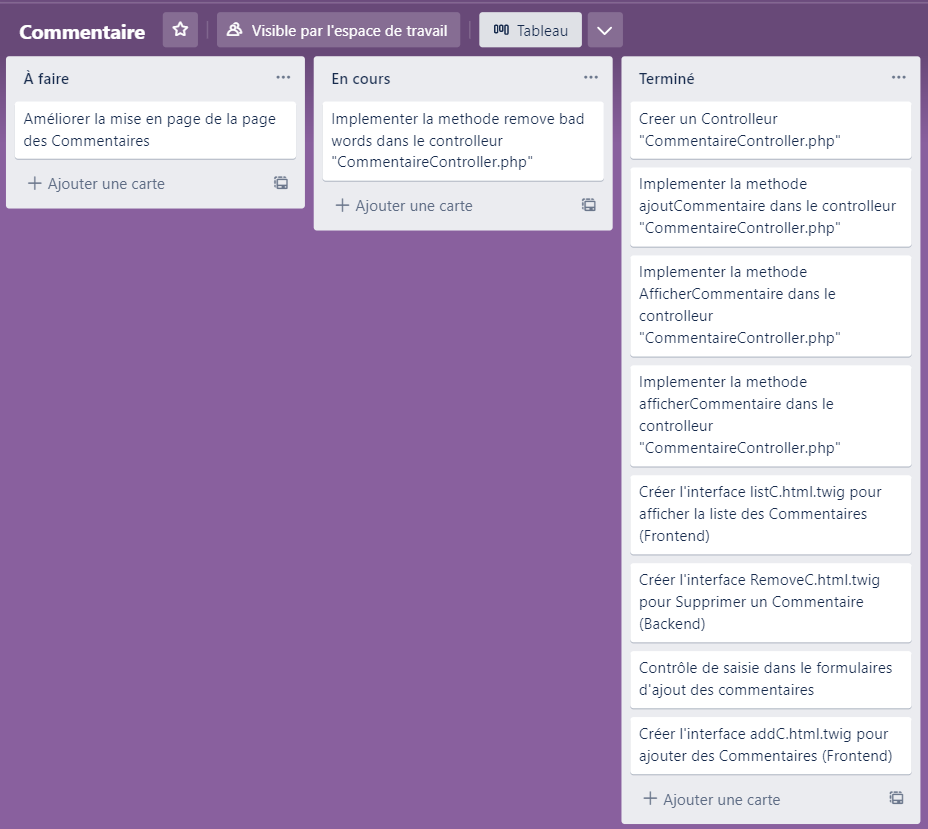 Commentaire
Visible par l'espace de travail
Tableau
À faire
Améliorer la mise en page de la page
des Commentaires
Ajouter une carte
En cours
Implementer la methode remove bad
words dans le controlleur
"CommentaireController.php"
Ajouter une carte
Terminé
Creer un Controlleur
"CommentaireController.php"
Implementer la methode
ajoutCommentaire dans le controlleur
"CommentaireController.php"
Implementer la methode
AfficherCommentaire dans le
controlleur
"CommentaireController.php"
Implementer la methode
afficherCommentaire dans le
controlleur
"CommentaireController.php"
Créer l'interface listC.html.twig pour
afficher la liste des Commentaires
(Frontend)
Créer l'interface RemoveC.html.twig
pour Supprimer un Commentaire
(Backend)
Contrôle de saisie dans le formulaires
d'ajout des commentaires
Créer l'interface addC.html.twig pour
ajouter des Commentaires (Frontend)
Ajouter une carte